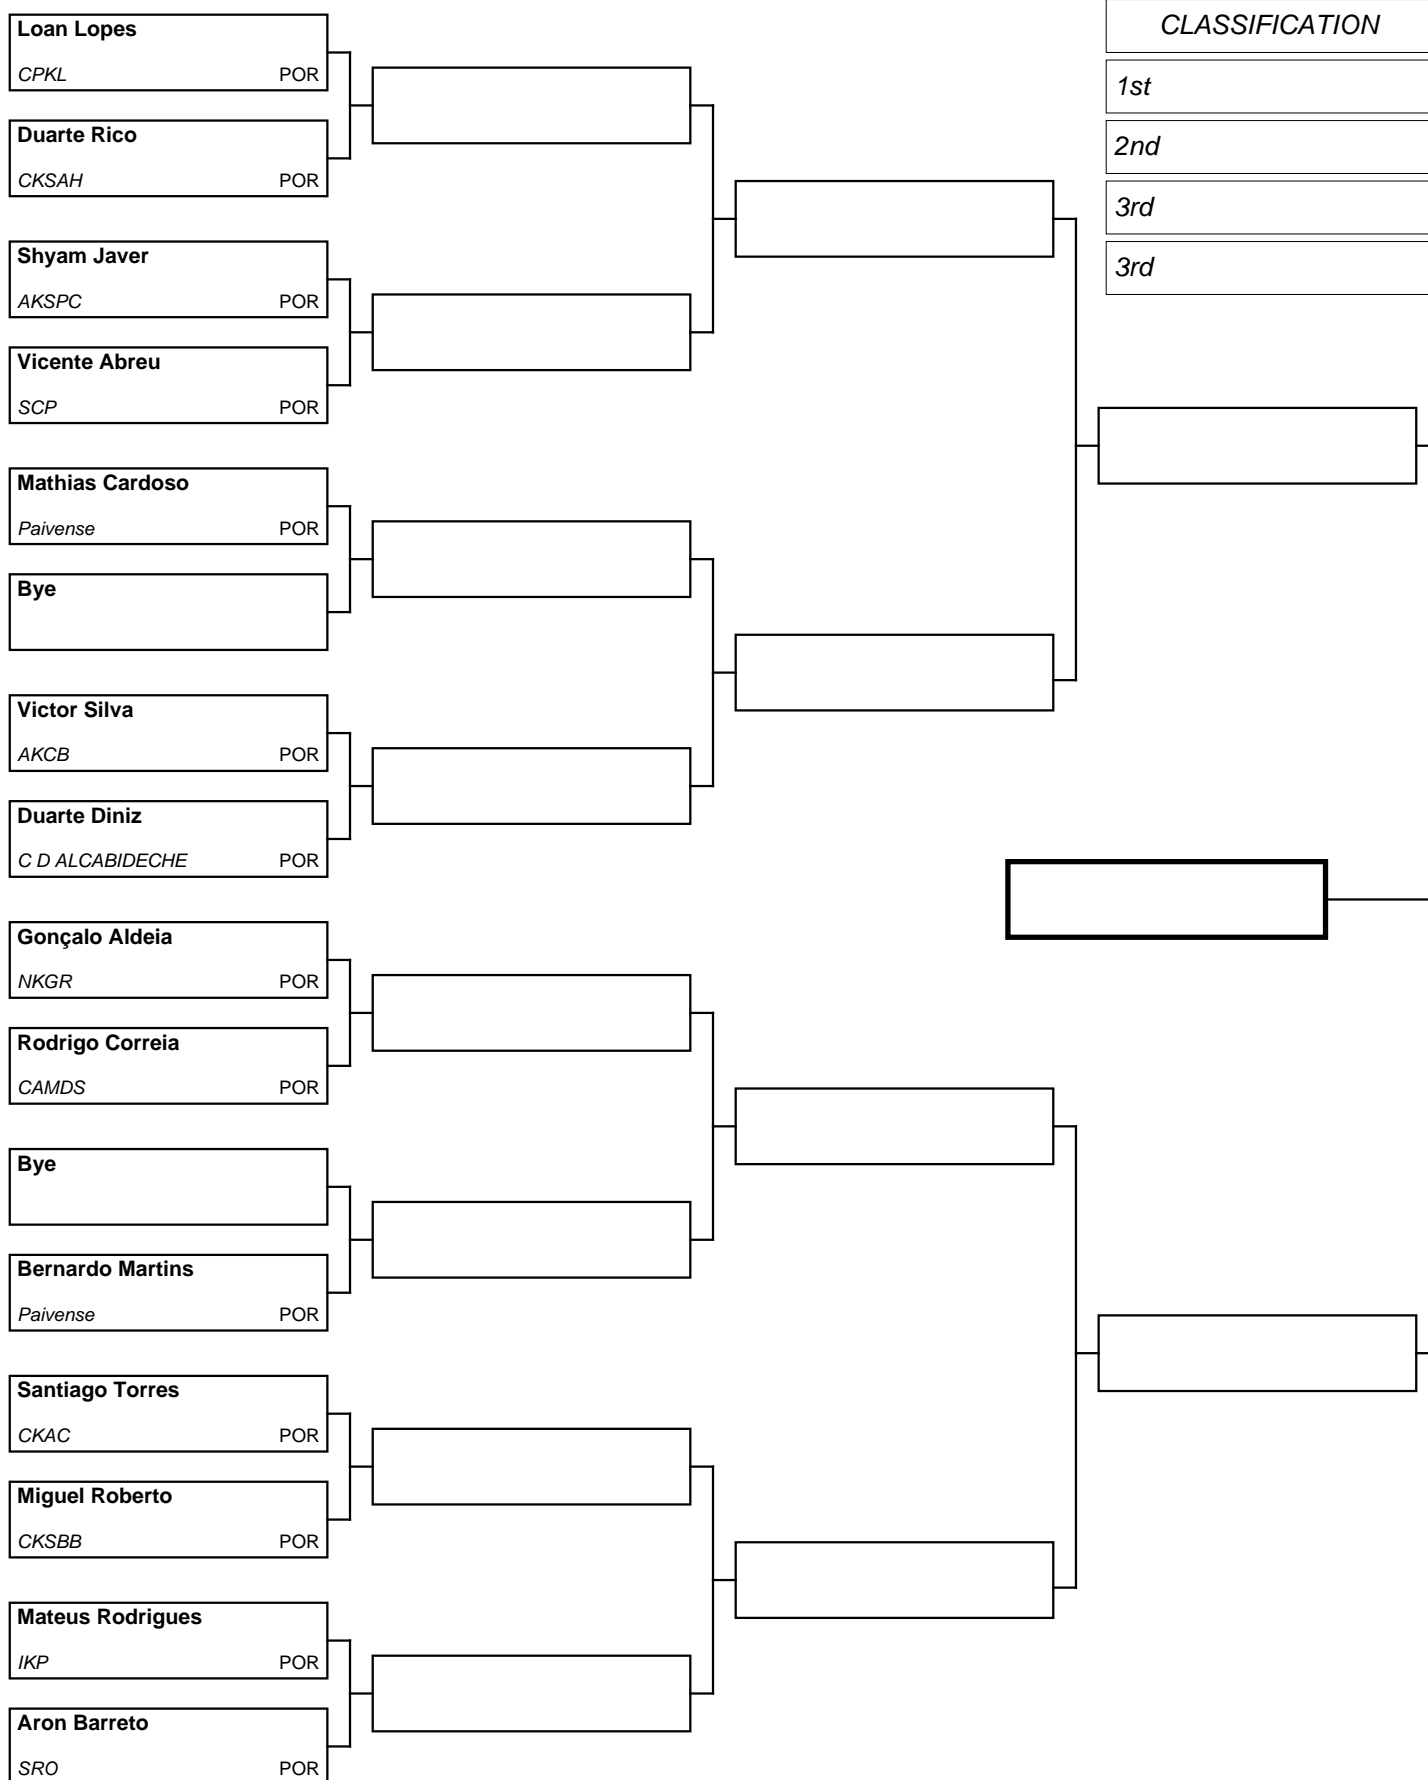 CLASSIFICATION
1st
2nd
3rd
3rd
Loan Lopes
CPKL POR
Duarte Rico
CKSAH POR
Shyam Javer
AKSPC POR
Vicente Abreu
SCP POR
Mathias Cardoso
Paivense POR
Bye
Victor Silva
AKCB POR
Duarte Diniz
C D ALCABIDECHE POR
Gonçalo Aldeia
NKGR POR
Rodrigo Correia
CAMDS POR
Bye
Bernardo Martins
Paivense POR
Santiago Torres
CKAC POR
Miguel Roberto
CKSBB POR
Mateus Rodrigues
IKP POR
Aron Barreto
SRO POR